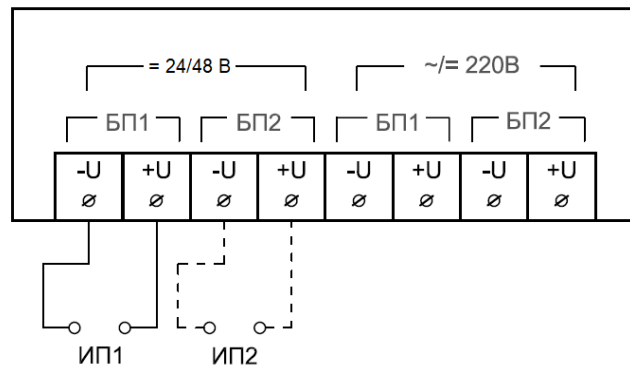 = 24/48 В ~/= 220В
БП1 БП2 БП1 БП2
-U +U -U +U -U +U -U +U
ø ø ø ø ø ø ø ø
ИП1 ИП2